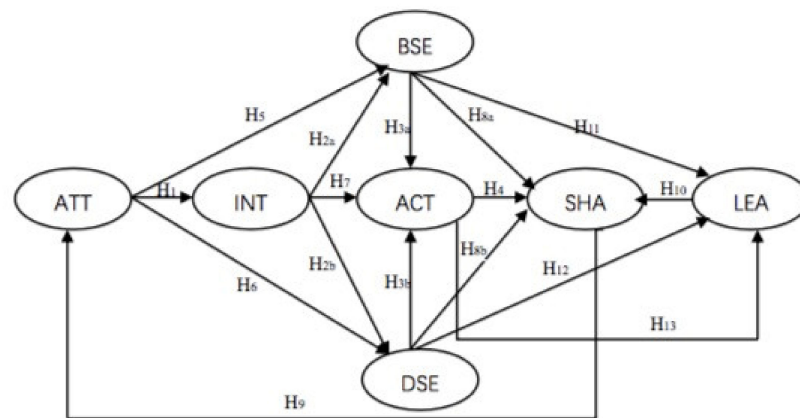 BSE
H5
H2a
H3a
H8a
H11
H1
H7
H4
H10
ATT
INT
ACT
SHA
LEA
H6
H2b
H3b
H8b
H12
H13
DSE
H9